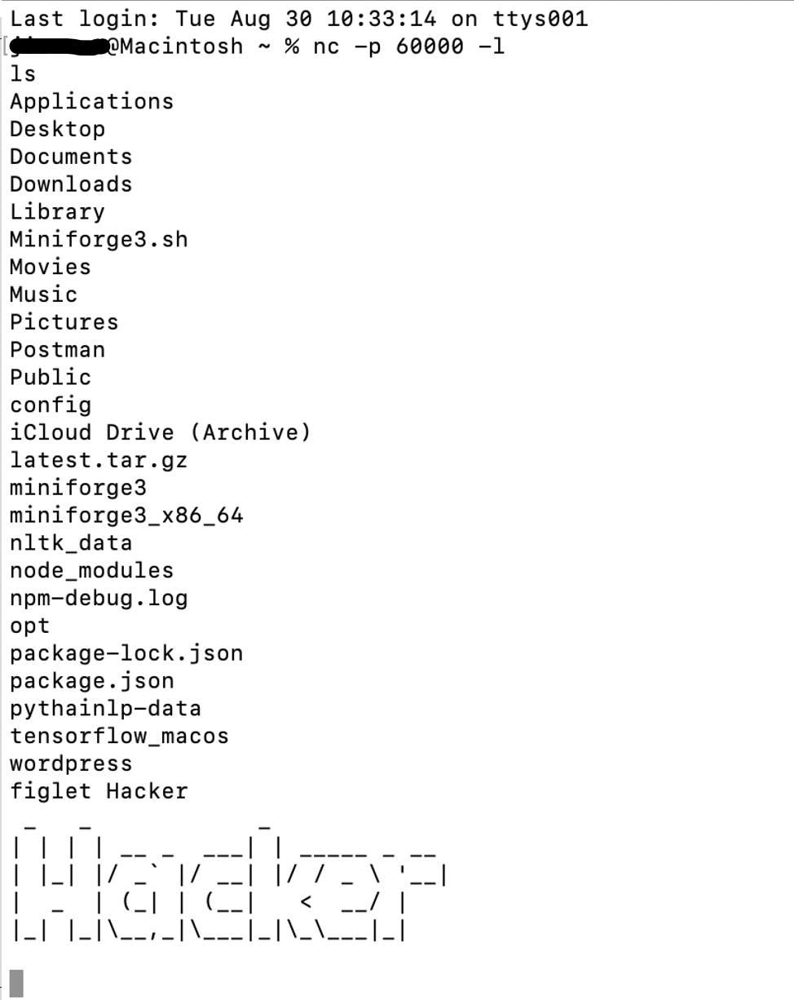 Last login: Tue Aug 30 10:33:14 on ttys001
@Macintosh ~ % nc -p 60000 -l
ls
Applications
Desktop
Documents
Downloads
Library
Miniforge3.sh
Movies
Music
Pictures
Postman
Public
config
iCloud Drive (Archive)
latest.tar.gz
miniforge3
miniforge3_x86_64
nltk_data
node_modules
npm-debug.log
opt
package-lock.json
package.json
pythainlp-data
tensorflow_macos
wordpress
figlet Hacker
 _   _            _
| | | | __ _  ___| | _____ _ __
| |_| |/ _` |/ __| |/ / _ \ '__|
|  _  | (_| | (__|   <  __/ |
|_| |_|\__,_|\___|_|\_\___|_|